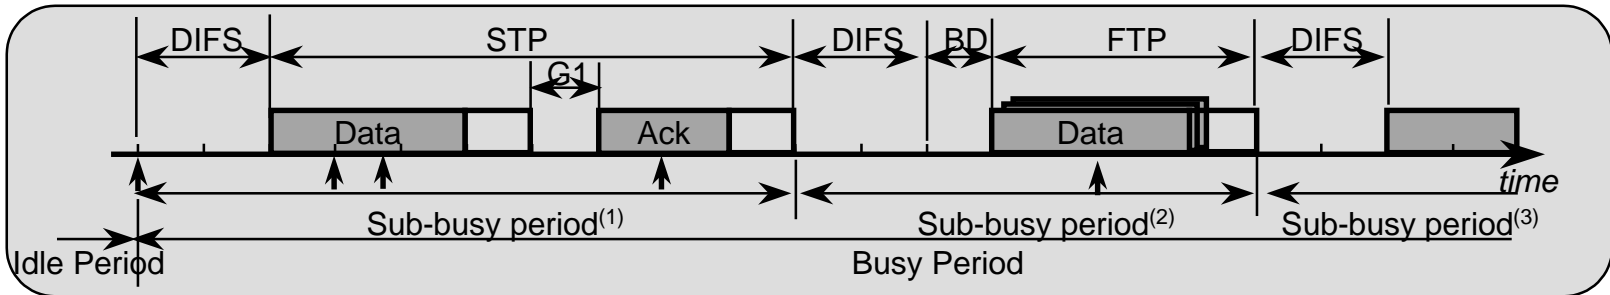 DIFS STP DIFS BD FTP DIFS
G1
Data Ack Data
time
Sub-busy period(1) Sub-busy period(2) Sub-busy period(3)
Idle Period Busy Period